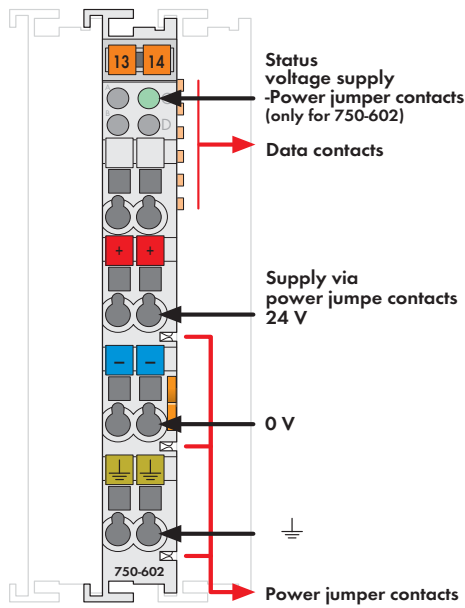 13 14
A C
B D
Status
voltage supply
-Power jumper contacts
(only for 750-602)
Data contacts
+ +
Supply via
power jumpe contacts
24 V
− −
0 V
750-602
Power jumper contacts